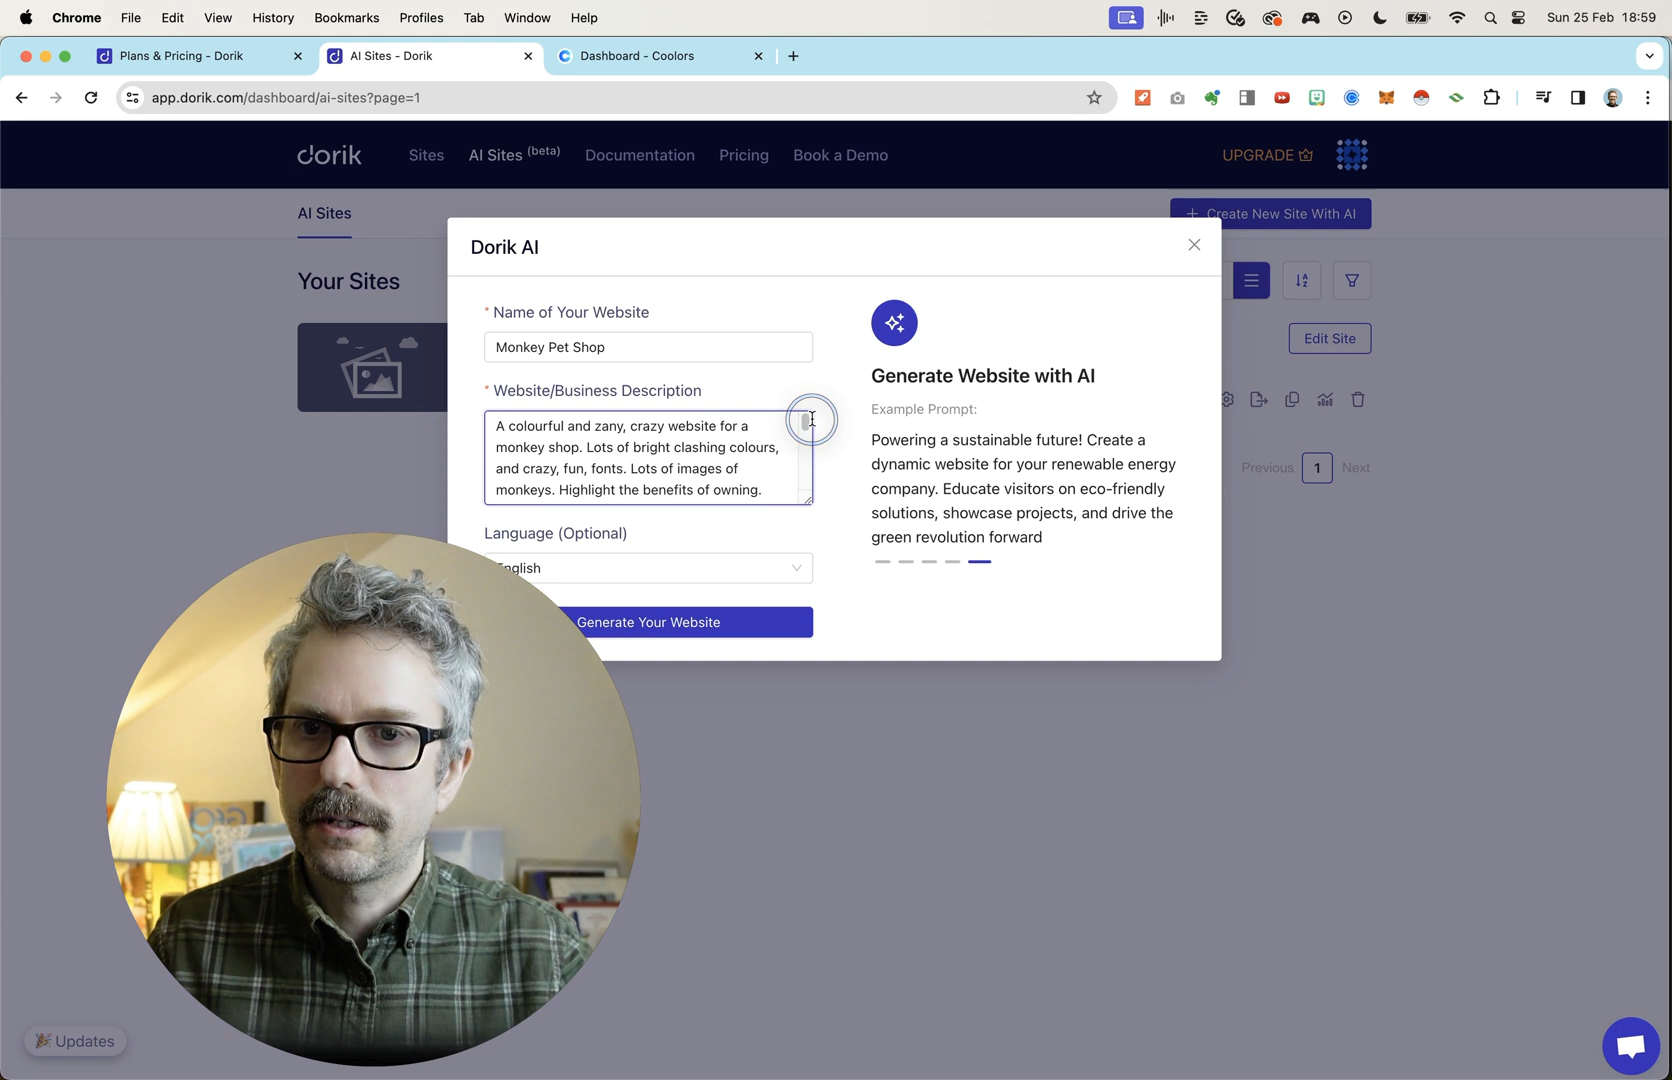 Chrome File Edit View History Bookmarks Profiles Tab Window Help Sun 25 Feb 18:59
Plans & Pricing - Dorik AI Sites - Dorik Dashboard - Coolors
app.dorik.com/dashboard/ai-sites?page=1
dorik Sites AI Sites (beta) Documentation Pricing Book a Demo UPGRADE
AI Sites + Create New Site With AI
Your Sites
Edit Site
Previous 1 Next
Dorik AI
* Name of Your Website
Monkey Pet Shop
* Website/Business Description
A colourful and zany, crazy website for a
monkey shop. Lots of bright clashing colours,
and crazy, fun, fonts. Lots of images of
monkeys. Highlight the benefits of owning.
Language (Optional)
English
Generate Your Website
Generate Website with AI
Example Prompt:
Powering a sustainable future! Create a
dynamic website for your renewable energy
company. Educate visitors on eco-friendly
solutions, showcase projects, and drive the
green revolution forward
Updates